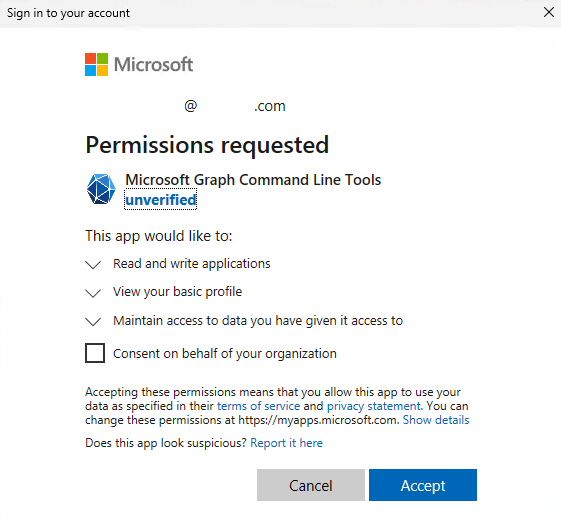 Sign in to your account
Microsoft
@ .com
Permissions requested
Microsoft Graph Command Line Tools
unverified
This app would like to:
Read and write applications
View your basic profile
Maintain access to data you have given it access to
Consent on behalf of your organization
Accepting these permissions means that you allow this app to use your
data as specified in their terms of service and privacy statement. You can
change these permissions at https://myapps.microsoft.com. Show details
Does this app look suspicious? Report it here
Cancel Accept